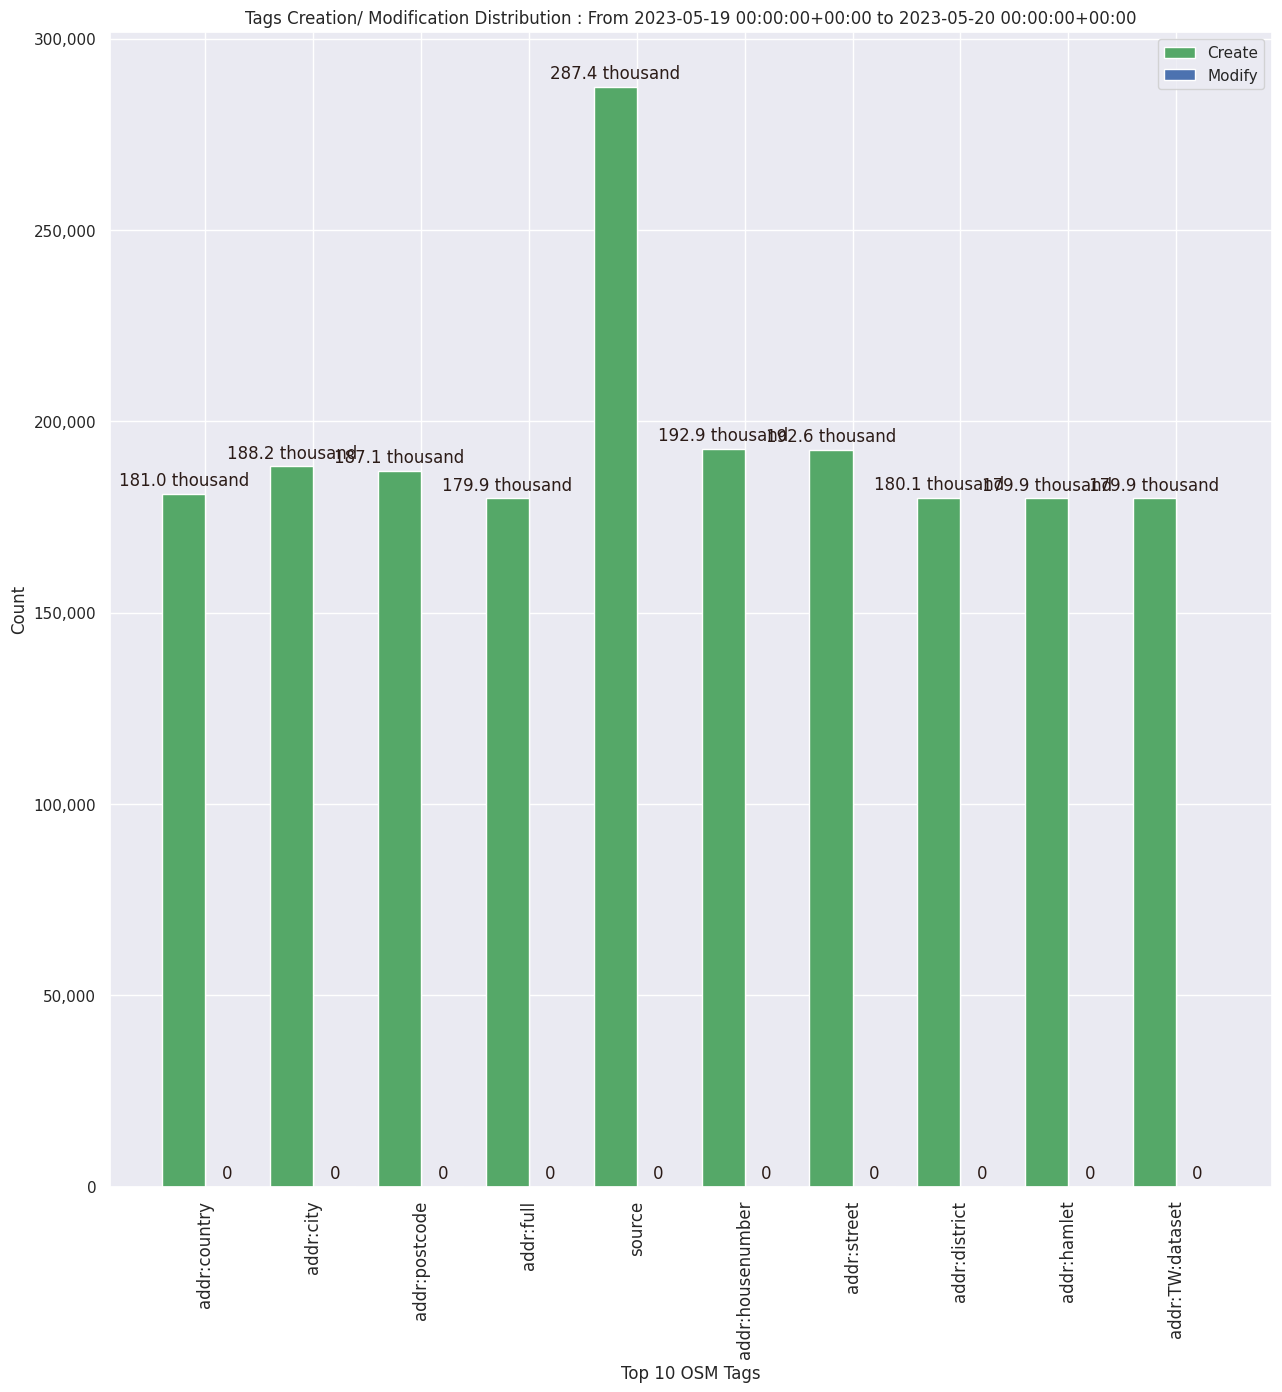 Tags Creation/ Modification Distribution : From 2023-05-19 00:00:00+00:00 to 2023-05-20 00:00:00+00:00
Create
Modify
300,000
250,000
200,000
150,000
100,000
50,000
0
Count
181.0 thousand
188.2 thousand
187.1 thousand
179.9 thousand
287.4 thousand
192.9 thousand
192.6 thousand
180.1 thousand
179.9 thousand
179.9 thousand
0
0
0
0
0
0
0
0
0
0
addr:country
addr:city
addr:postcode
addr:full
source
addr:housenumber
addr:street
addr:district
addr:hamlet
addr:TW:dataset
Top 10 OSM Tags